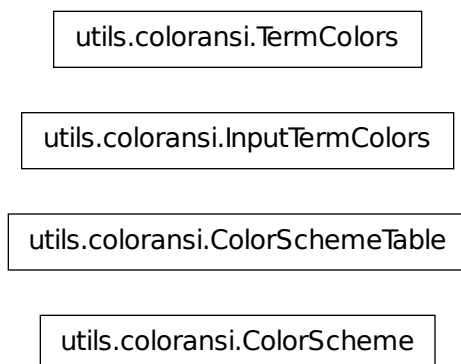 utils.coloransi.TermColors
utils.coloransi.InputTermColors
utils.coloransi.ColorSchemeTable
utils.coloransi.ColorScheme